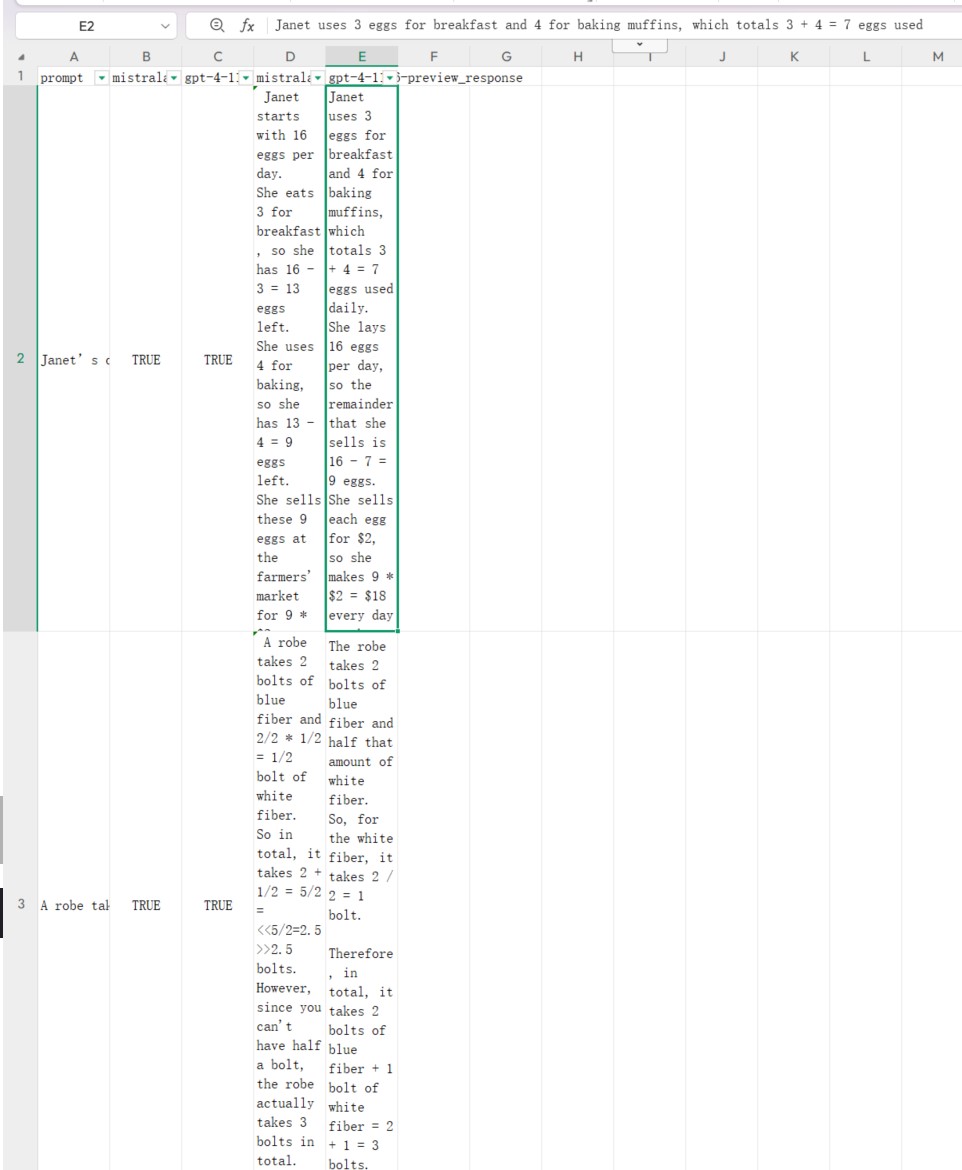 E2
fx Janet uses 3 eggs for breakfast and 4 for baking muffins, which totals 3 + 4 = 7 eggs used
A B C D E F G H I J K L M
1 prompt mistrala gpt-4-11 mistrala gpt-4-11 6-preview_response
2 Janet's TRUE TRUE
Janet
starts
with 16
eggs per
day.
She eats
3 for
breakfast
, so she
has 16 -
3 = 13
eggs
left.
She uses
4 for
baking,
so she
has 13 -
4 = 9
eggs
left.
She sells
these 9
eggs at
the
farmers'
market
for 9 *
Janet
uses 3
eggs for
breakfast
and 4 for
baking
muffins,
which
totals 3
+ 4 = 7
eggs used
daily.
She lays
16 eggs
per day,
so the
remainder
that she
sells is
16 - 7 =
9 eggs.
She sells
each egg
for $2,
so she
makes 9 *
$2 = $18
every day
3 A robe tak TRUE TRUE
A robe
takes 2
bolts of
blue
fiber and
2/2 * 1/2
= 1/2
bolt of
white
fiber.
So in
total, it
takes 2 +
1/2 = 5/2
=
<<5/2=2.5
>>2.5
bolts.
However,
since you
can't
have half
a bolt,
the robe
actually
takes 3
bolts in
total.
The robe
takes 2
bolts of
blue
fiber and
half that
amount of
white
fiber.
So, for
the white
fiber, it
takes 2 /
2 = 1
bolt.
Therefore
, in
total, it
takes 2
bolts of
blue
fiber + 1
bolt of
white
fiber = 2
+ 1 = 3
bolts.